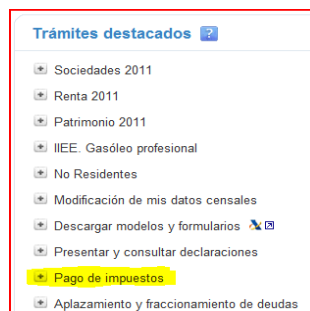 Trámites destacados ?
Sociedades 2011
Renta 2011
Patrimonio 2011
IIEE. Gasóleo profesional
No Residentes
Modificación de mis datos censales
Descargar modelos y formularios
Presentar y consultar declaraciones
Pago de impuestos
Aplazamiento y fraccionamiento de deudas